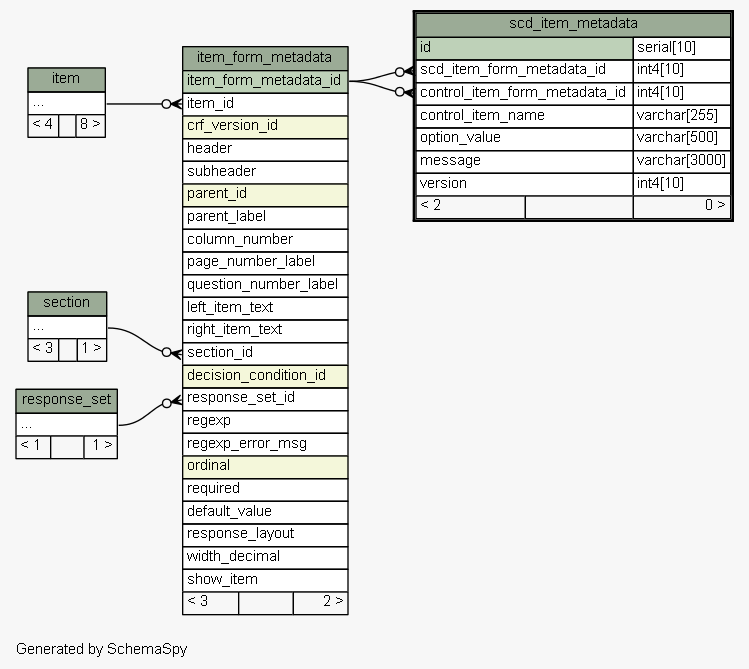 item
...
< 4 8 >
section
...
< 3 1 >
response_set
...
< 1 1 >
item_form_metadata
item_form_metadata_id
item_id
crf_version_id
header
subheader
parent_id
parent_label
column_number
page_number_label
question_number_label
left_item_text
right_item_text
section_id
decision_condition_id
response_set_id
regexp
regexp_error_msg
ordinal
required
default_value
response_layout
width_decimal
show_item
< 3 2 >
scd_item_metadata
id serial[10]
scd_item_form_metadata_id int4[10]
control_item_form_metadata_id int4[10]
control_item_name varchar[255]
option_value varchar[500]
message varchar[3000]
version int4[10]
< 2 0 >
Generated by SchemaSpy